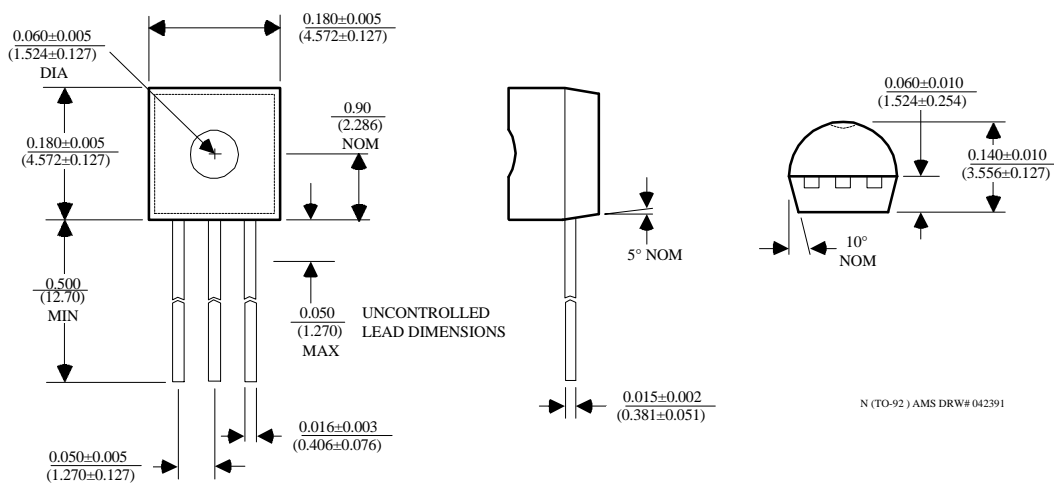 0.180±0.005
(4.572±0.127)
0.060±0.005
(1.524±0.127)
DIA
0.180±0.005
(4.572±0.127)
0.90
(2.286)
NOM
0.500
(12.70)
MIN
0.050
(1.270)
MAX
UNCONTROLLED
LEAD DIMENSIONS
0.016±0.003
(0.406±0.076)
0.050±0.005
(1.270±0.127)
5° NOM
0.015±0.002
(0.381±0.051)
0.060±0.010
(1.524±0.254)
0.140±0.010
(3.556±0.127)
10°
NOM
N (TO-92 ) AMS DRW# 042391